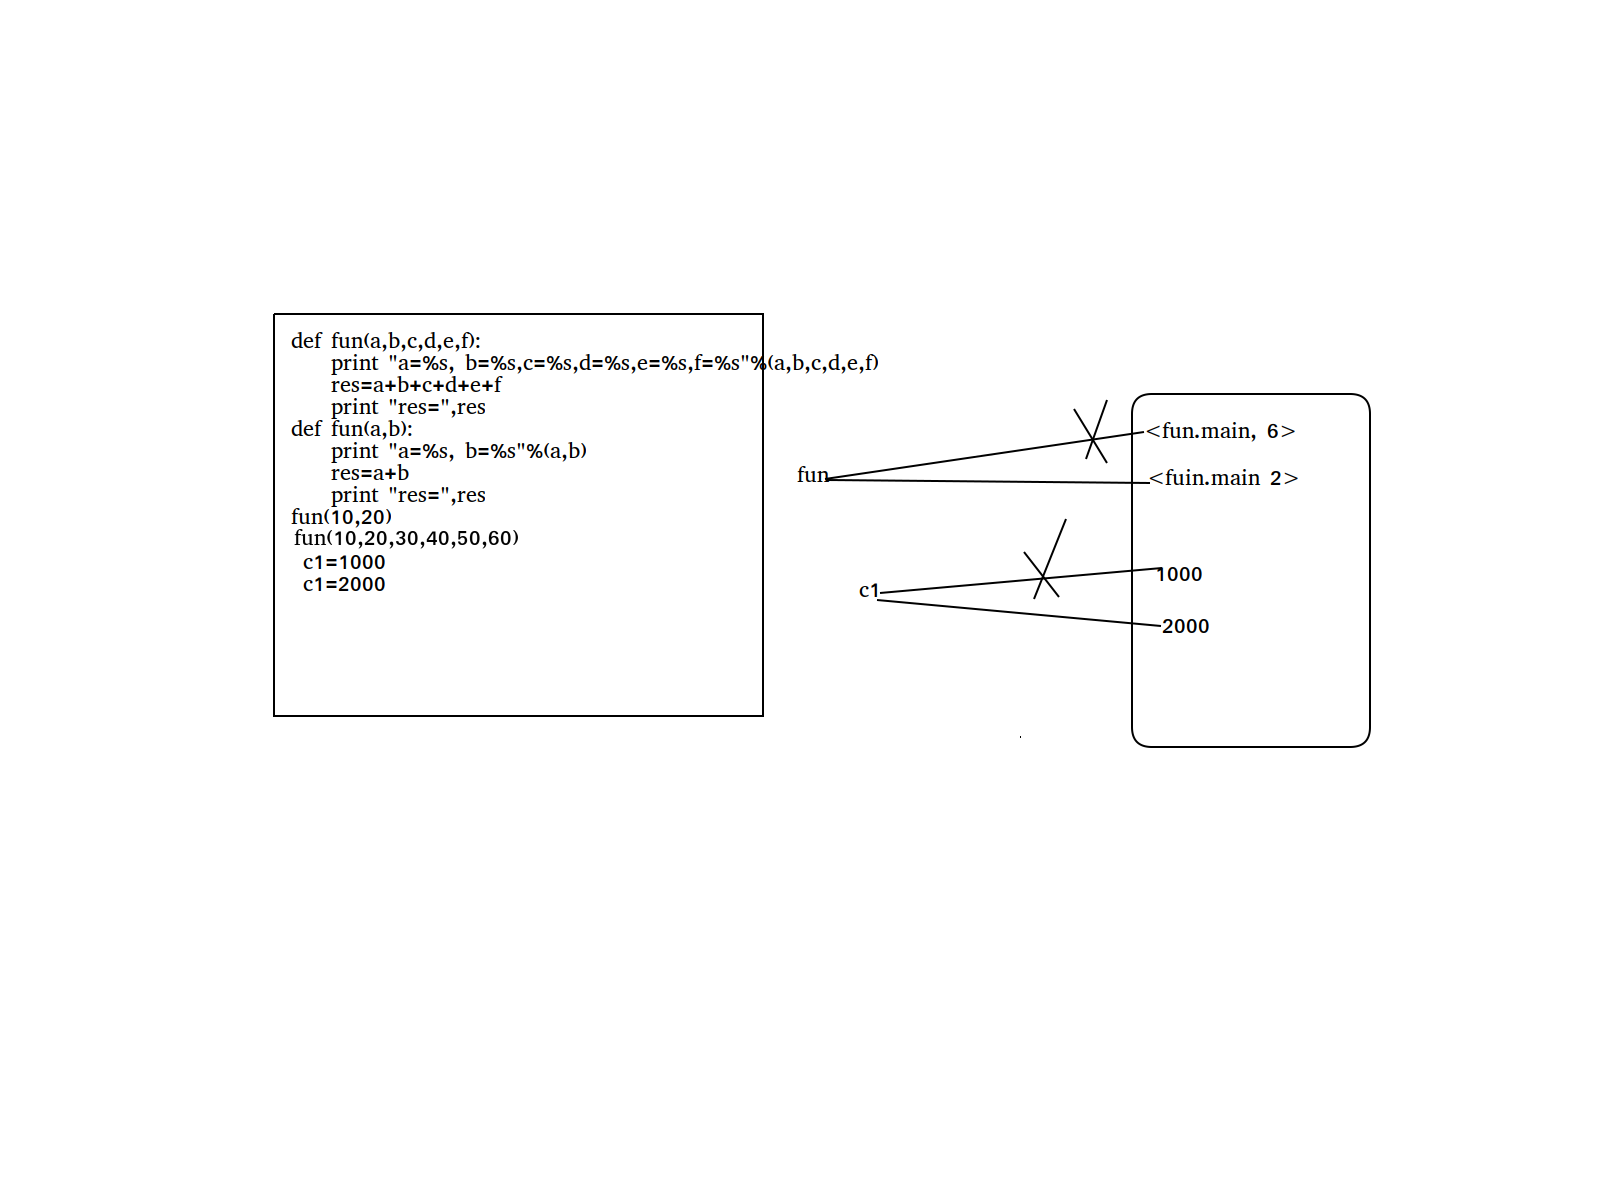 def fun(a,b,c,d,e,f):
    print "a=%s, b=%s,c=%s,d=%s,e=%s,f=%s"%(a,b,c,d,e,f)
    res=a+b+c+d+e+f
    print "res=",res
def fun(a,b):
    print "a=%s, b=%s"%(a,b)
    res=a+b
    print "res=",res
fun(10,20)
fun(10,20,30,40,50,60)
c1=1000
c1=2000
fun
<fun.main, 6>
<fuin.main 2>
c1
1000
2000